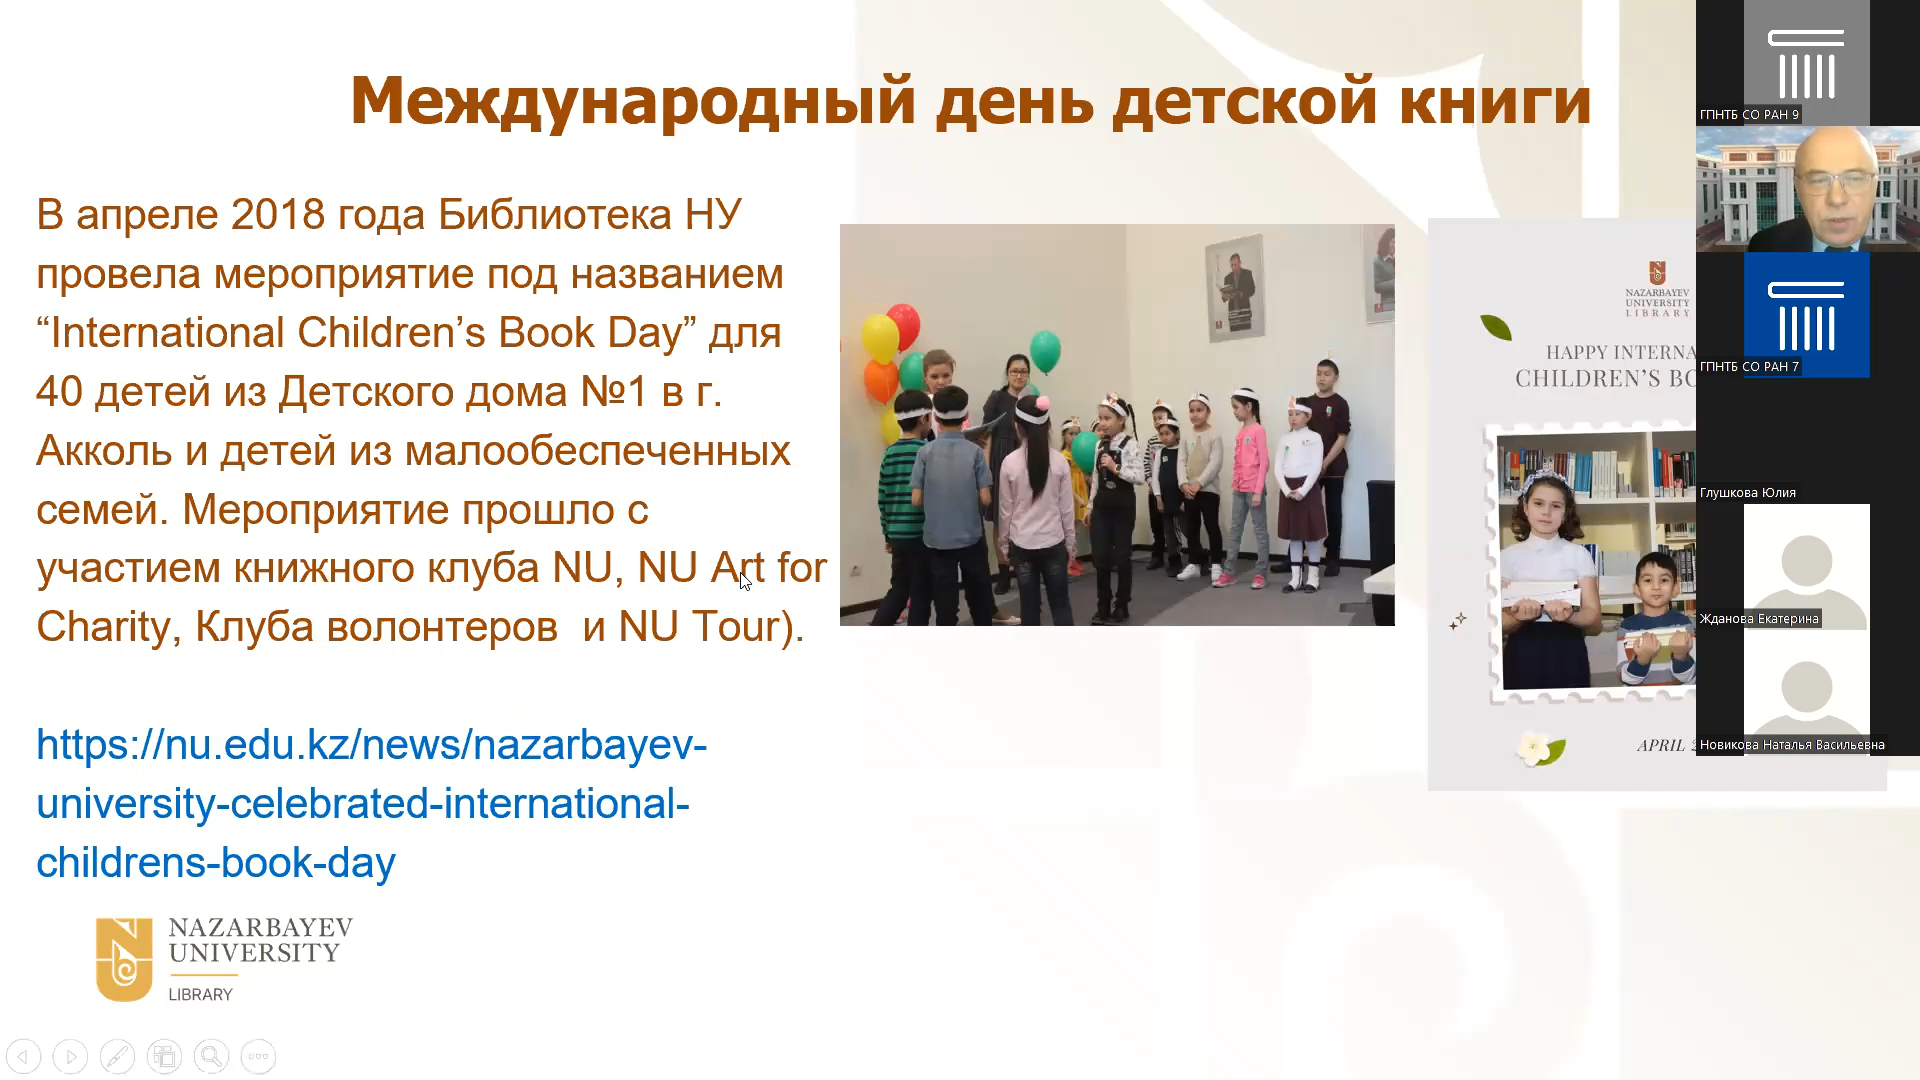 Международный день детской книги
В апреле 2018 года Библиотека НУ
провела мероприятие под названием
“International Children’s Book Day” для
40 детей из Детского дома №1 в г.
Акколь и детей из малообеспеченных
семей. Мероприятие прошло с
участием книжного клуба NU, NU Art for
Charity, Клуба волонтеров  и NU Tour).
https://nu.edu.kz/news/nazarbayev-
university-celebrated-international-
childrens-book-day
NAZARBAYEV
UNIVERSITY
LIBRARY
NAZARBAYEV
UNIVERSITY
LIBRARY
HAPPY INTERNA
CHILDREN’S BO
APRIL
ГПНТБ СО РАН 9
ГПНТБ СО РАН 7
Глушкова Юлия
Жданова Екатерина
Новикова Наталья Васильевна